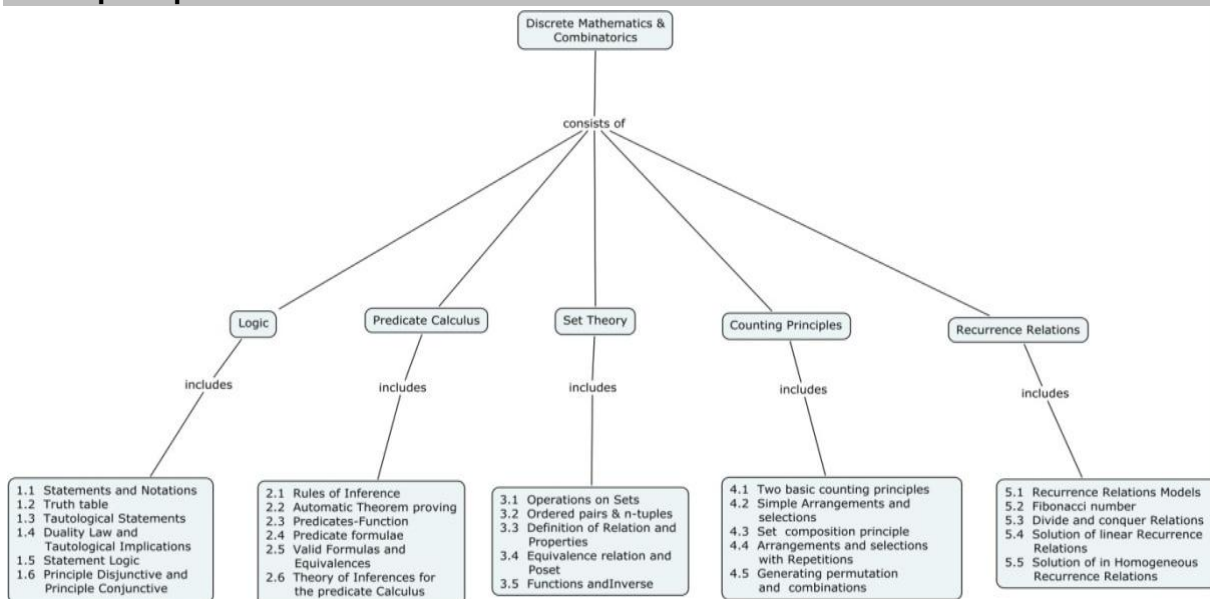 Discrete Mathematics &
Combinatorics
consists of
Logic
Predicate Calculus
Set Theory
Counting Principles
Recurrence Relations
includes
includes
includes
includes
includes
1.1 Statements and Notations
1.2 Truth table
1.3 Tautological Statements
1.4 Duality Law and
Tautological Implications
1.5 Statement Logic
1.6 Principle Disjunctive and
Principle Conjunctive
2.1 Rules of Inference
2.2 Automatic Theorem proving
2.3 Predicates-Function
2.4 Predicate formulae
2.5 Valid Formulas and
Equivalences
2.6 Theory of Inferences for
the predicate Calculus
3.1 Operations on Sets
3.2 Ordered pairs & n-tuples
3.3 Definition of Relation and
Properties
3.4 Equivalence relation and
Poset
3.5 Functions andInverse
4.1 Two basic counting principles
4.2 Simple Arrangements and
selections
4.3 Set composition principle
4.4 Arrangements and selections
with Repetitions
4.5 Generating permutation
and combinations
5.1 Recurrence Relations Models
5.2 Fibonacci number
5.3 Divide and conquer Relations
5.4 Solution of linear Recurrence
Relations
5.5 Solution of in Homogeneous
Recurrence Relations